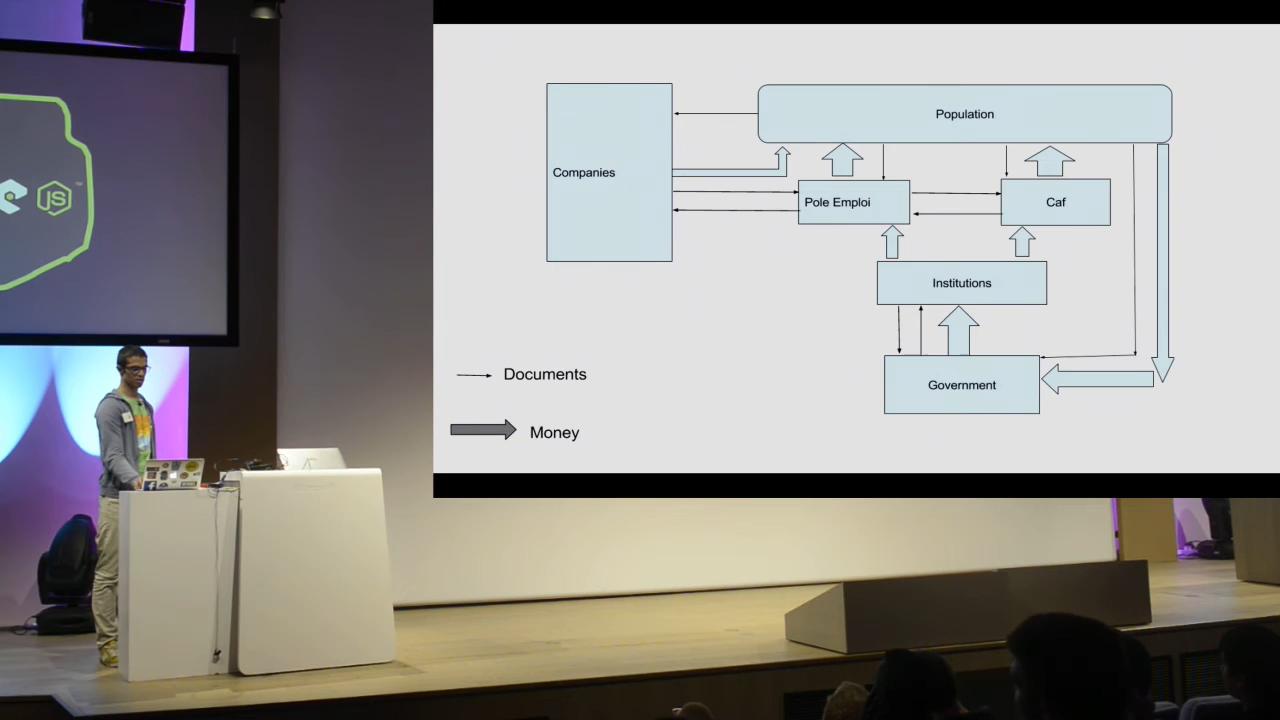 JS
Population
Companies
Pole Emploi
Caf
Institutions
Government
Documents
Money